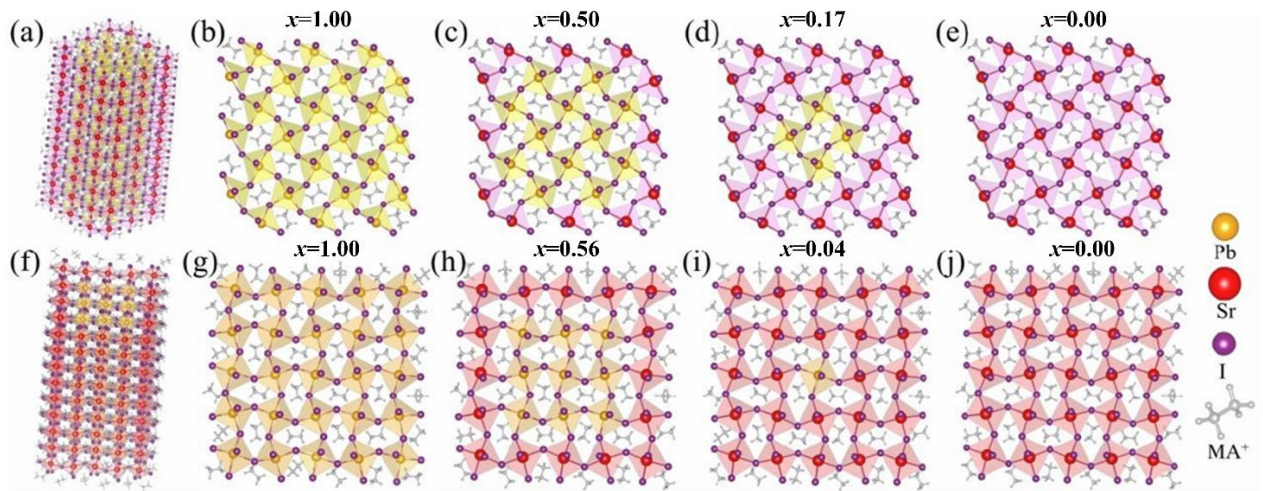 x=1.00
x=0.50
x=0.17
x=0.00
(a)
(b)
(c)
(d)
(e)
x=1.00
x=0.56
x=0.04
x=0.00
(f)
(g)
(h)
(i)
(j)
Pb
Sr
I
MA⁺